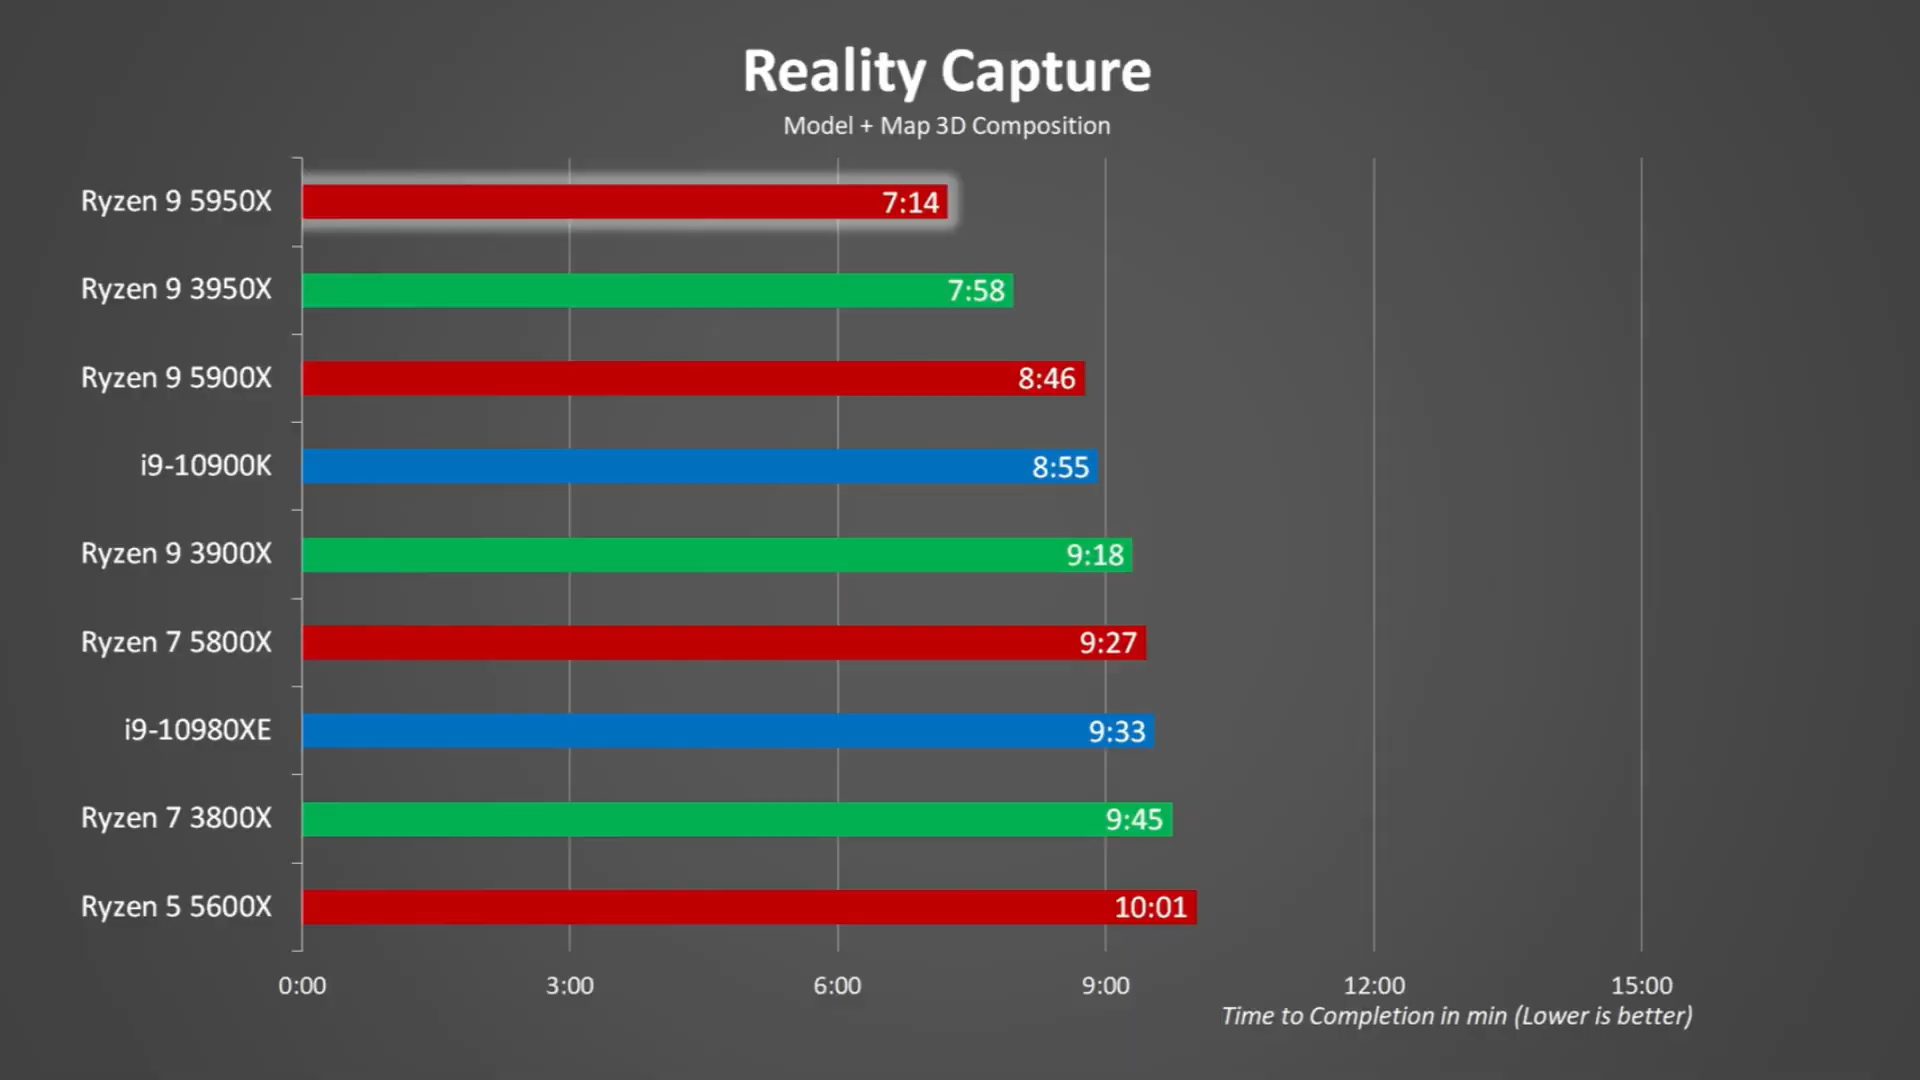 Reality Capture
Model + Map 3D Composition
Ryzen 9 5950X 7:14
Ryzen 9 3950X 7:58
Ryzen 9 5900X 8:46
i9-10900K 8:55
Ryzen 9 3900X 9:18
Ryzen 7 5800X 9:27
i9-10980XE 9:33
Ryzen 7 3800X 9:45
Ryzen 5 5600X 10:01
0:00 3:00 6:00 9:00 12:00 15:00
Time to Completion in min (Lower is better)